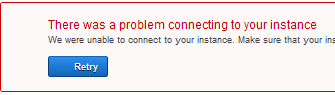 There was a problem connecting to your instance
We were unable to connect to your instance. Make sure that your ins
Retry